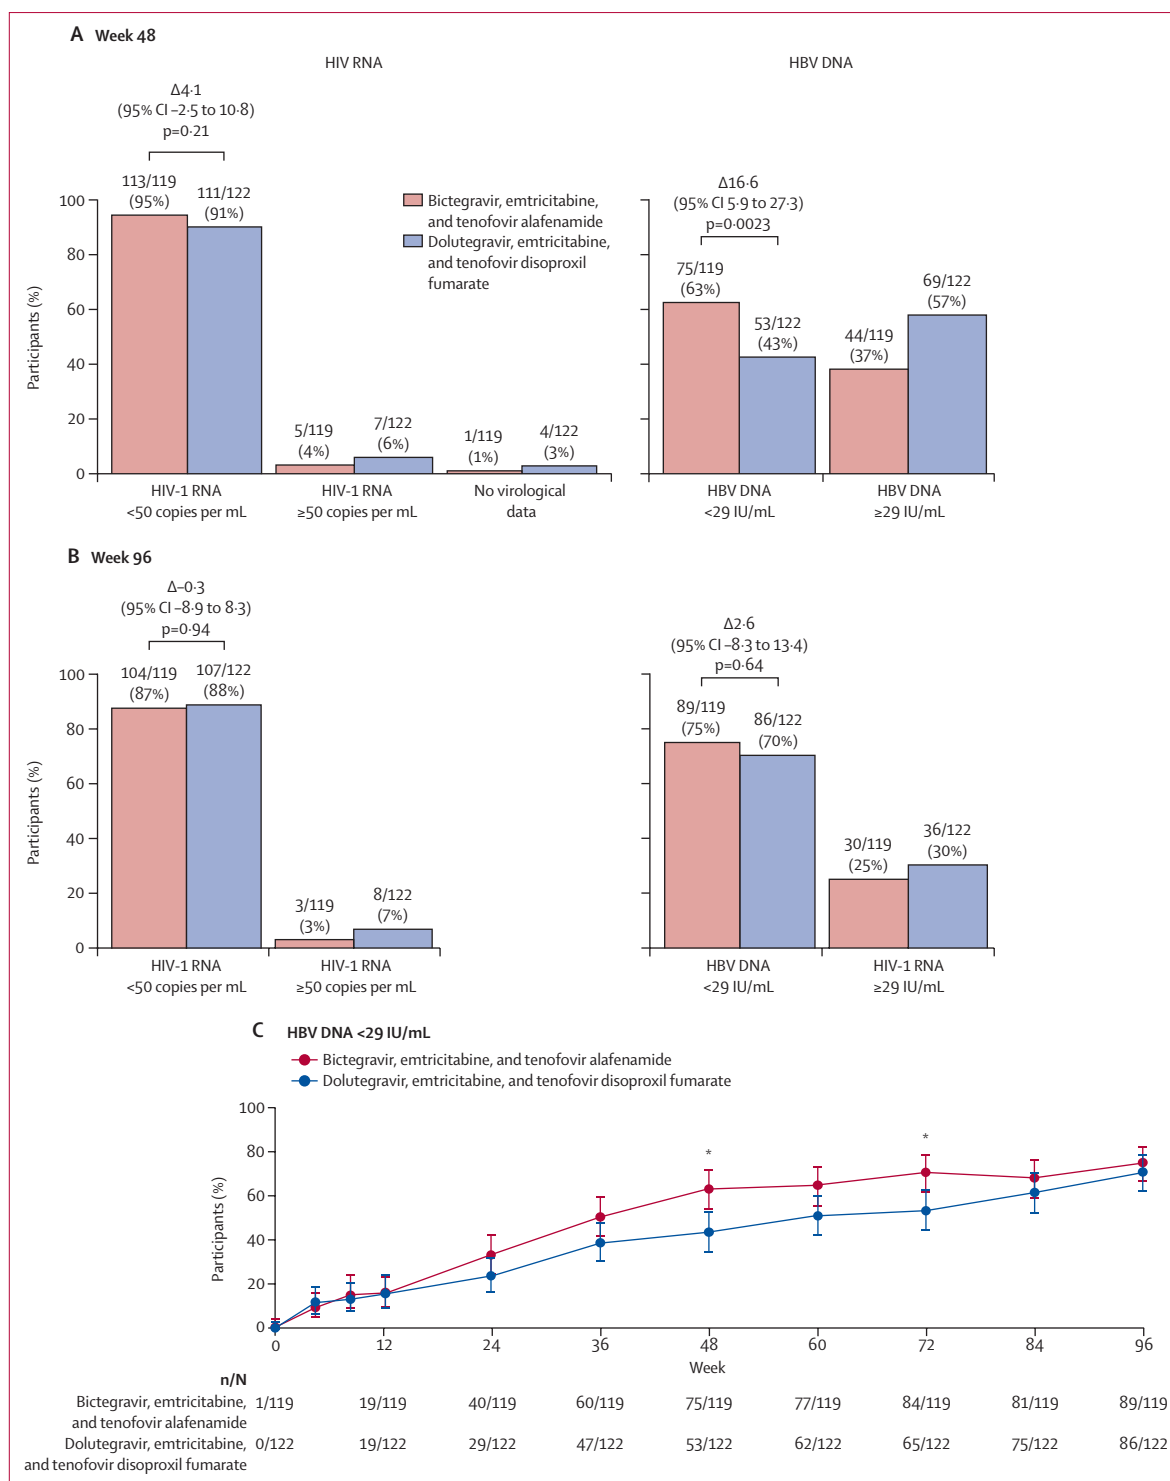 A Week 48
HIV RNA
HBV DNA
Δ4·1
(95% CI –2·5 to 10·8)
p=0·21
113/119
(95%)
111/122
(91%)
5/119
(4%)
7/122
(6%)
1/119
(1%)
4/122
(3%)
Bictegravir, emtricitabine,
and tenofovir alafenamide
Dolutegravir, emtricitabine,
and tenofovir disoproxil
fumarate
Δ16·6
(95% CI 5·9 to 27·3)
p=0·0023
75/119
(63%)
53/122
(43%)
44/119
(37%)
69/122
(57%)
Participants (%)
100
80
60
40
20
0
HIV-1 RNA
<50 copies per mL
HIV-1 RNA
≥50 copies per mL
No virological
data
HBV DNA
<29 IU/mL
HBV DNA
≥29 IU/mL
B Week 96
Δ–0·3
(95% CI –8·9 to 8·3)
p=0·94
104/119
(87%)
107/122
(88%)
3/119
(3%)
8/122
(7%)
Δ2·6
(95% CI –8·3 to 13·4)
p=0·64
89/119
(75%)
86/122
(70%)
30/119
(25%)
36/122
(30%)
Participants (%)
100
80
60
40
20
0
HIV-1 RNA
<50 copies per mL
HIV-1 RNA
≥50 copies per mL
HBV DNA
<29 IU/mL
HIV-1 RNA
≥29 IU/mL
C HBV DNA <29 IU/mL
Bictegravir, emtricitabine, and tenofovir alafenamide
Dolutegravir, emtricitabine, and tenofovir disoproxil fumarate
Participants (%)
100
80
60
40
20
0
* *
0 12 24 36 48 60 72 84 96
Week
n/N
Bictegravir, emtricitabine, 1/119 19/119 40/119 60/119 75/119 77/119 84/119 81/119 89/119
and tenofovir alafenamide
Dolutegravir, emtricitabine, 0/122 19/122 29/122 47/122 53/122 62/122 65/122 75/122 86/122
and tenofovir disoproxil fumarate